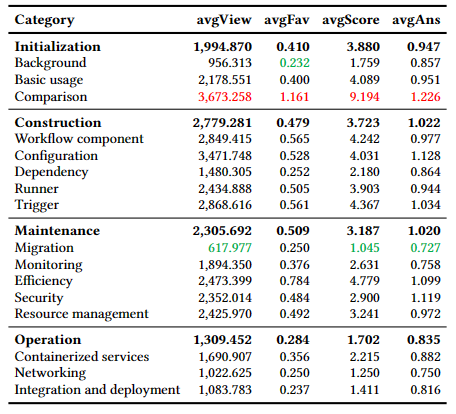 Category avgView avgFav avgScore avgAns
Initialization 1,994.870 0.410 3.880 0.947
Background 956.313 0.232 1.759 0.857
Basic usage 2,178.551 0.400 4.089 0.951
Comparison 3,673.258 1.161 9.194 1.226
Construction 2,779.281 0.479 3.723 1.022
Workflow component 2,849.415 0.565 4.242 0.977
Configuration 3,471.748 0.528 4.031 1.128
Dependency 1,480.305 0.252 2.180 0.864
Runner 2,434.888 0.505 3.903 0.944
Trigger 2,868.616 0.561 4.367 1.034
Maintenance 2,305.692 0.509 3.187 1.020
Migration 617.977 0.250 1.045 0.727
Monitoring 1,894.350 0.376 2.631 0.758
Efficiency 2,473.399 0.784 4.779 1.099
Security 2,352.014 0.484 2.900 1.119
Resource management 2,425.970 0.492 3.241 0.972
Operation 1,309.452 0.284 1.702 0.835
Containerized services 1,690.907 0.356 2.215 0.882
Networking 1,022.625 0.250 1.250 0.750
Integration and deployment 1,083.783 0.237 1.411 0.816